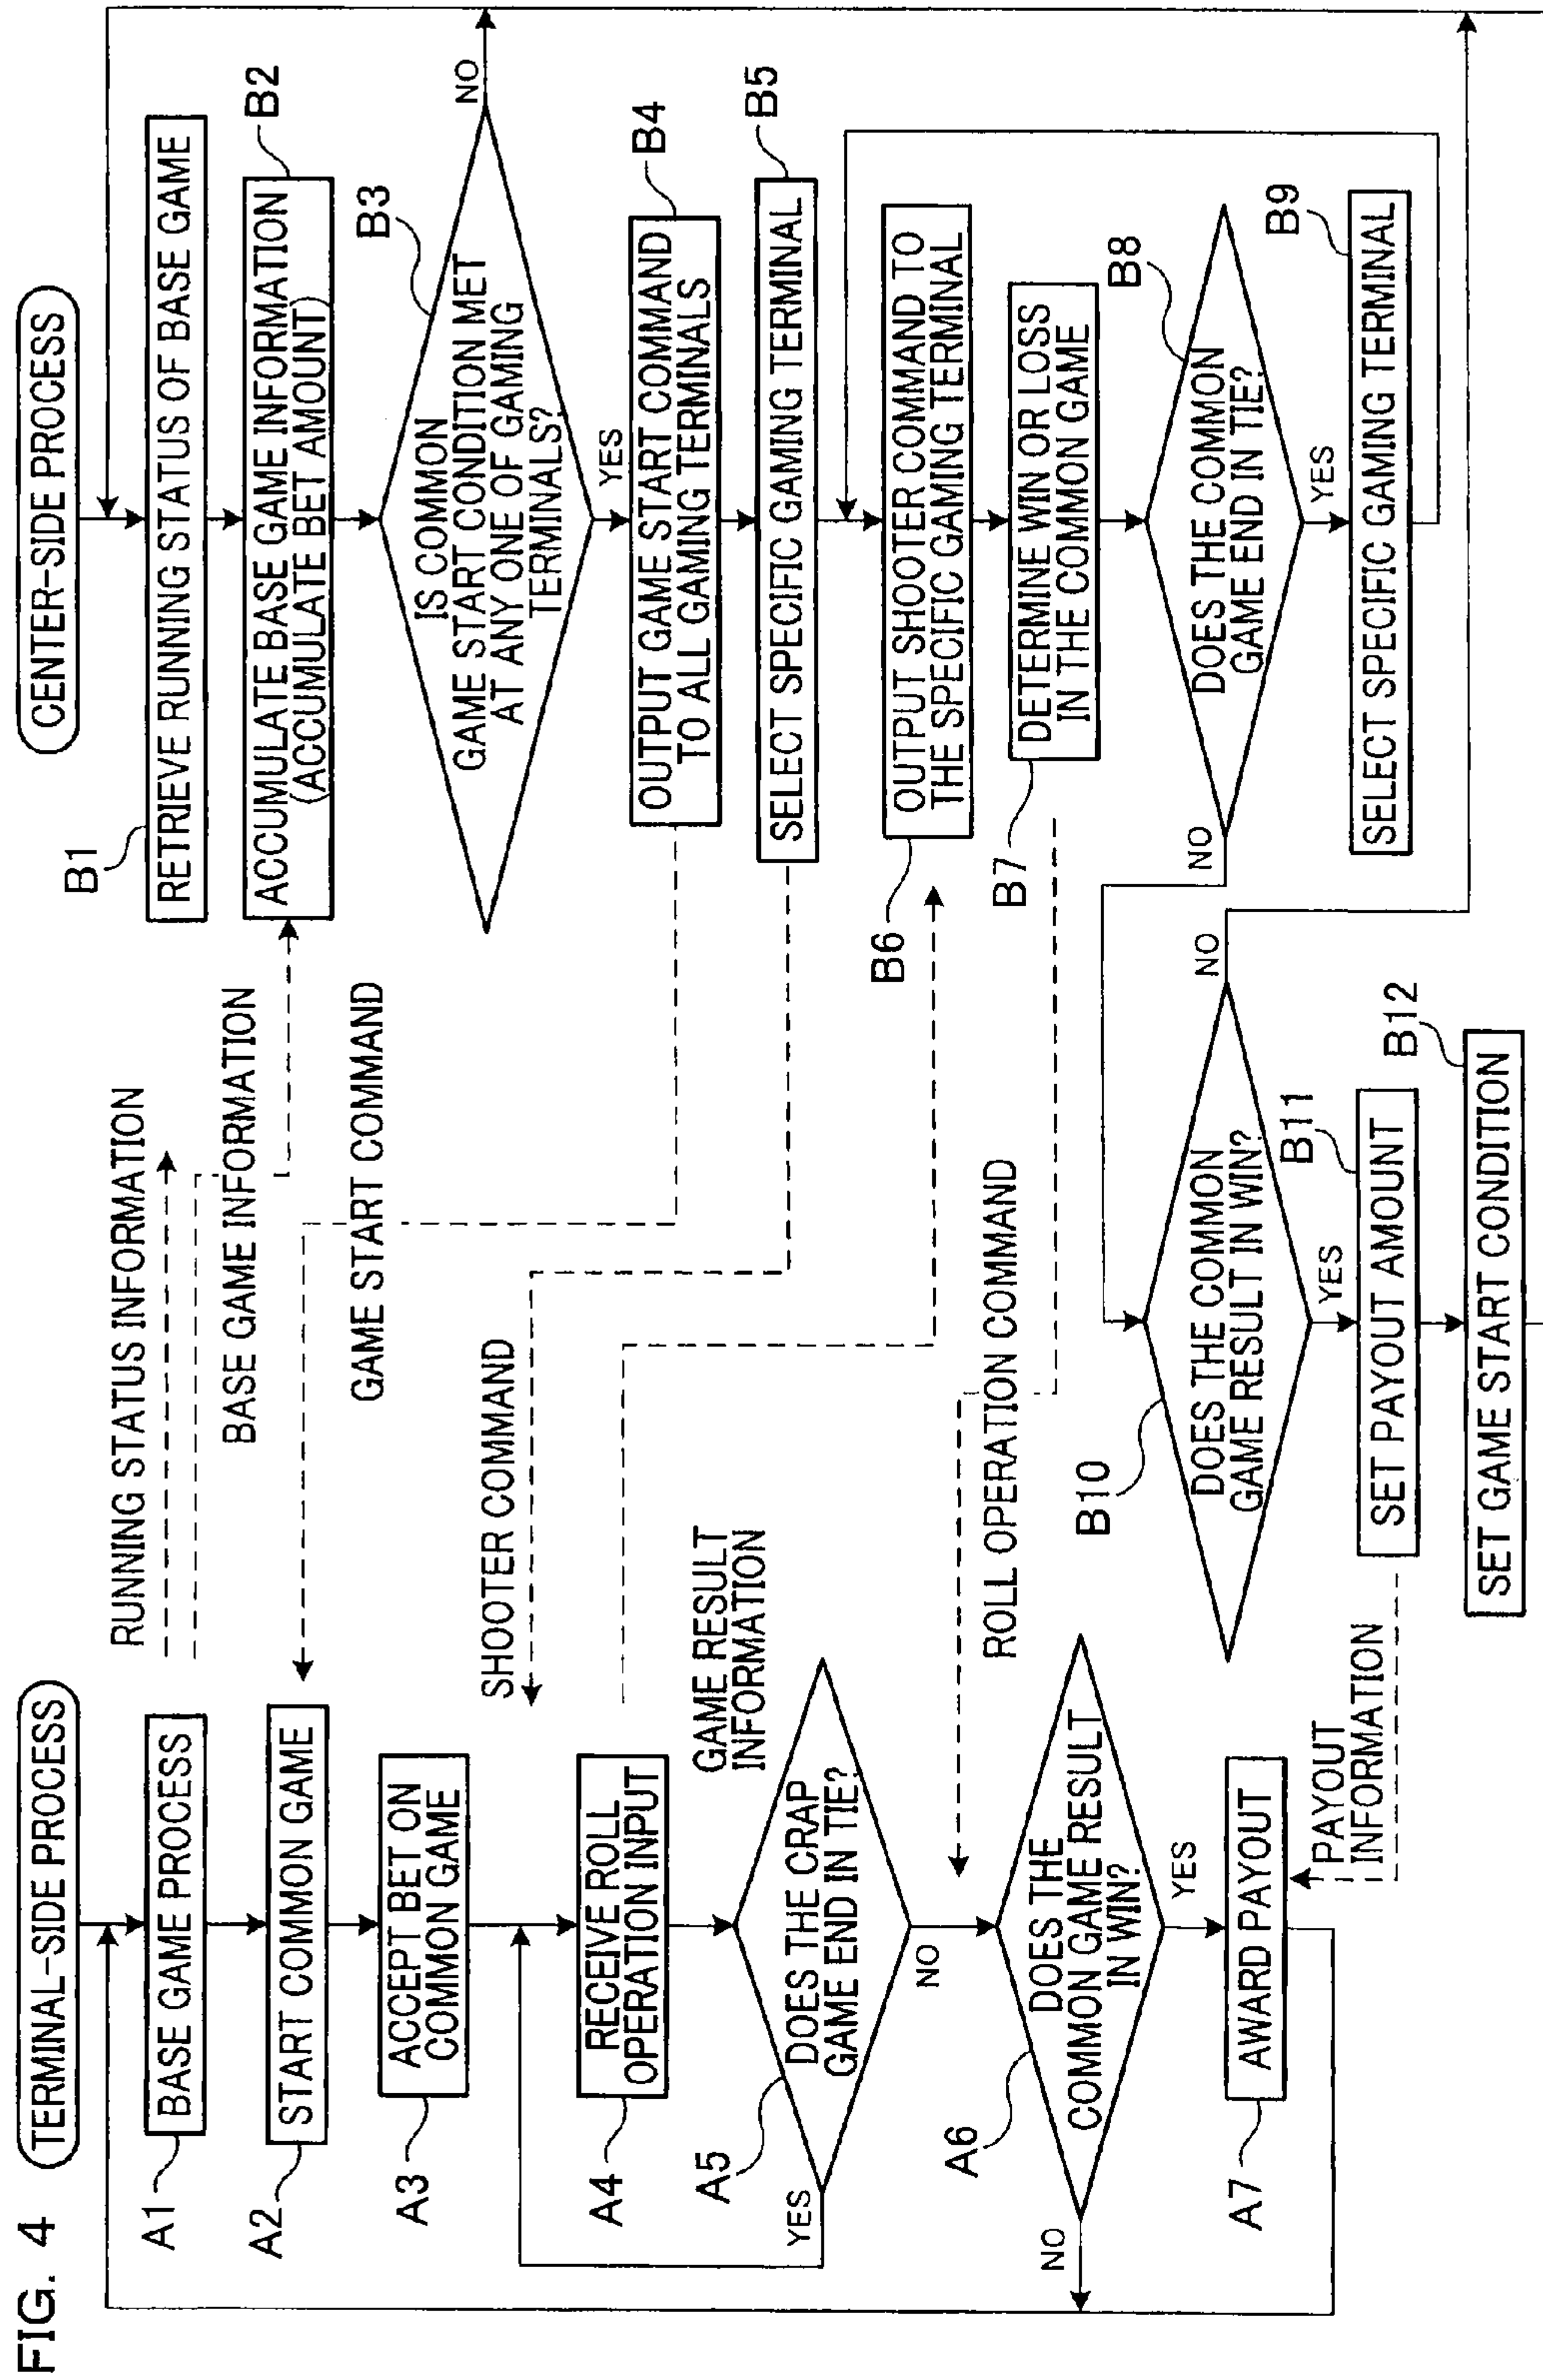 FIG. 4
TERMINAL-SIDE PROCESS
A1
BASE GAME PROCESS
A2
START COMMON GAME
A3
ACCEPT BET ON
COMMON GAME
A4
RECEIVE ROLL
OPERATION INPUT
A5
DOES THE CRAP
GAME END IN TIE?
YES
NO
A6
DOES THE
COMMON GAME RESULT
IN WIN?
NO
YES
A7
AWARD PAYOUT
RUNNING STATUS INFORMATION
BASE GAME INFORMATION
GAME START COMMAND
SHOOTER COMMAND
GAME RESULT
INFORMATION
ROLL OPERATION COMMAND
PAYOUT
INFORMATION
CENTER-SIDE PROCESS
B1
RETRIEVE RUNNING STATUS OF BASE GAME
B2
ACCUMULATE BASE GAME INFORMATION
(ACCUMULATE BET AMOUNT)
B3
IS COMMON
GAME START CONDITION MET
AT ANY ONE OF GAMING
TERMINALS?
NO
YES
B4
OUTPUT GAME START COMMAND
TO ALL GAMING TERMINALS
B5
SELECT SPECIFIC GAMING TERMINAL
B6
OUTPUT SHOOTER COMMAND TO
THE SPECIFIC GAMING TERMINAL
B7
DETERMINE WIN OR LOSS
IN THE COMMON GAME
B8
DOES THE COMMON
GAME END IN TIE?
NO
YES
B9
SELECT SPECIFIC GAMING TERMINAL
B10
DOES THE COMMON
GAME RESULT IN WIN?
NO
YES
B11
SET PAYOUT AMOUNT
B12
SET GAME START CONDITION